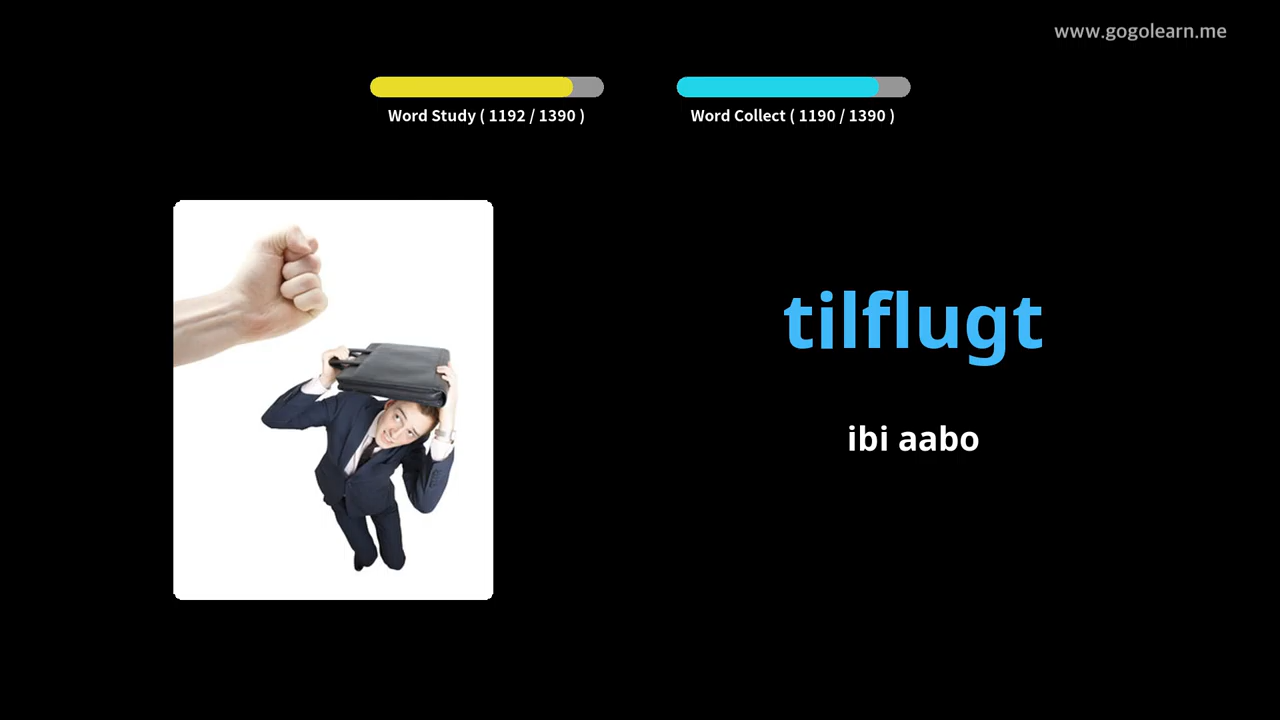 www.gogolearn.me
Word Study ( 1192 / 1390 )
Word Collect ( 1190 / 1390 )
tilflugt
ibi aabo